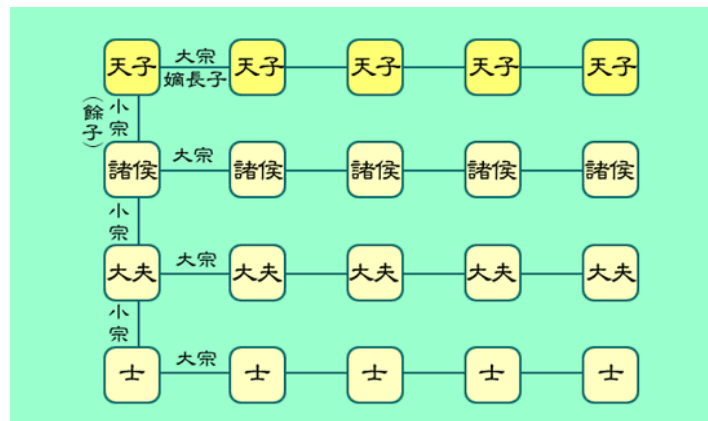 天子 大宗 天子 天子 天子 天子
嫡長子
(餘子) 小宗
諸侯 大宗 諸侯 諸侯 諸侯 諸侯
小宗
大夫 大宗 大夫 大夫 大夫 大夫
小宗
士 大宗 士 士 士 士